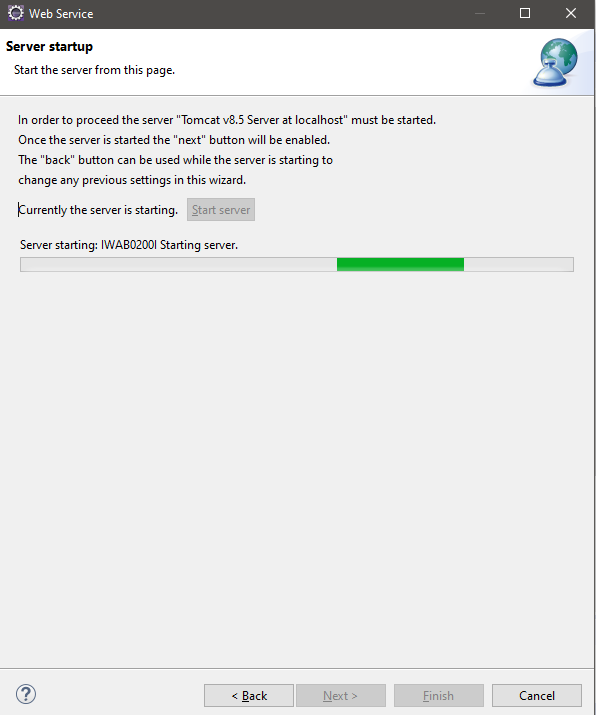 Web Service
Server startup
Start the server from this page.
In order to proceed the server "Tomcat v8.5 Server at localhost" must be started.
Once the server is started the "next" button will be enabled.
The "back" button can be used while the server is starting to
change any previous settings in this wizard.
Currently the server is starting. Start server
Server starting: IWAB0200I Starting server.
? < Back Next > Finish Cancel